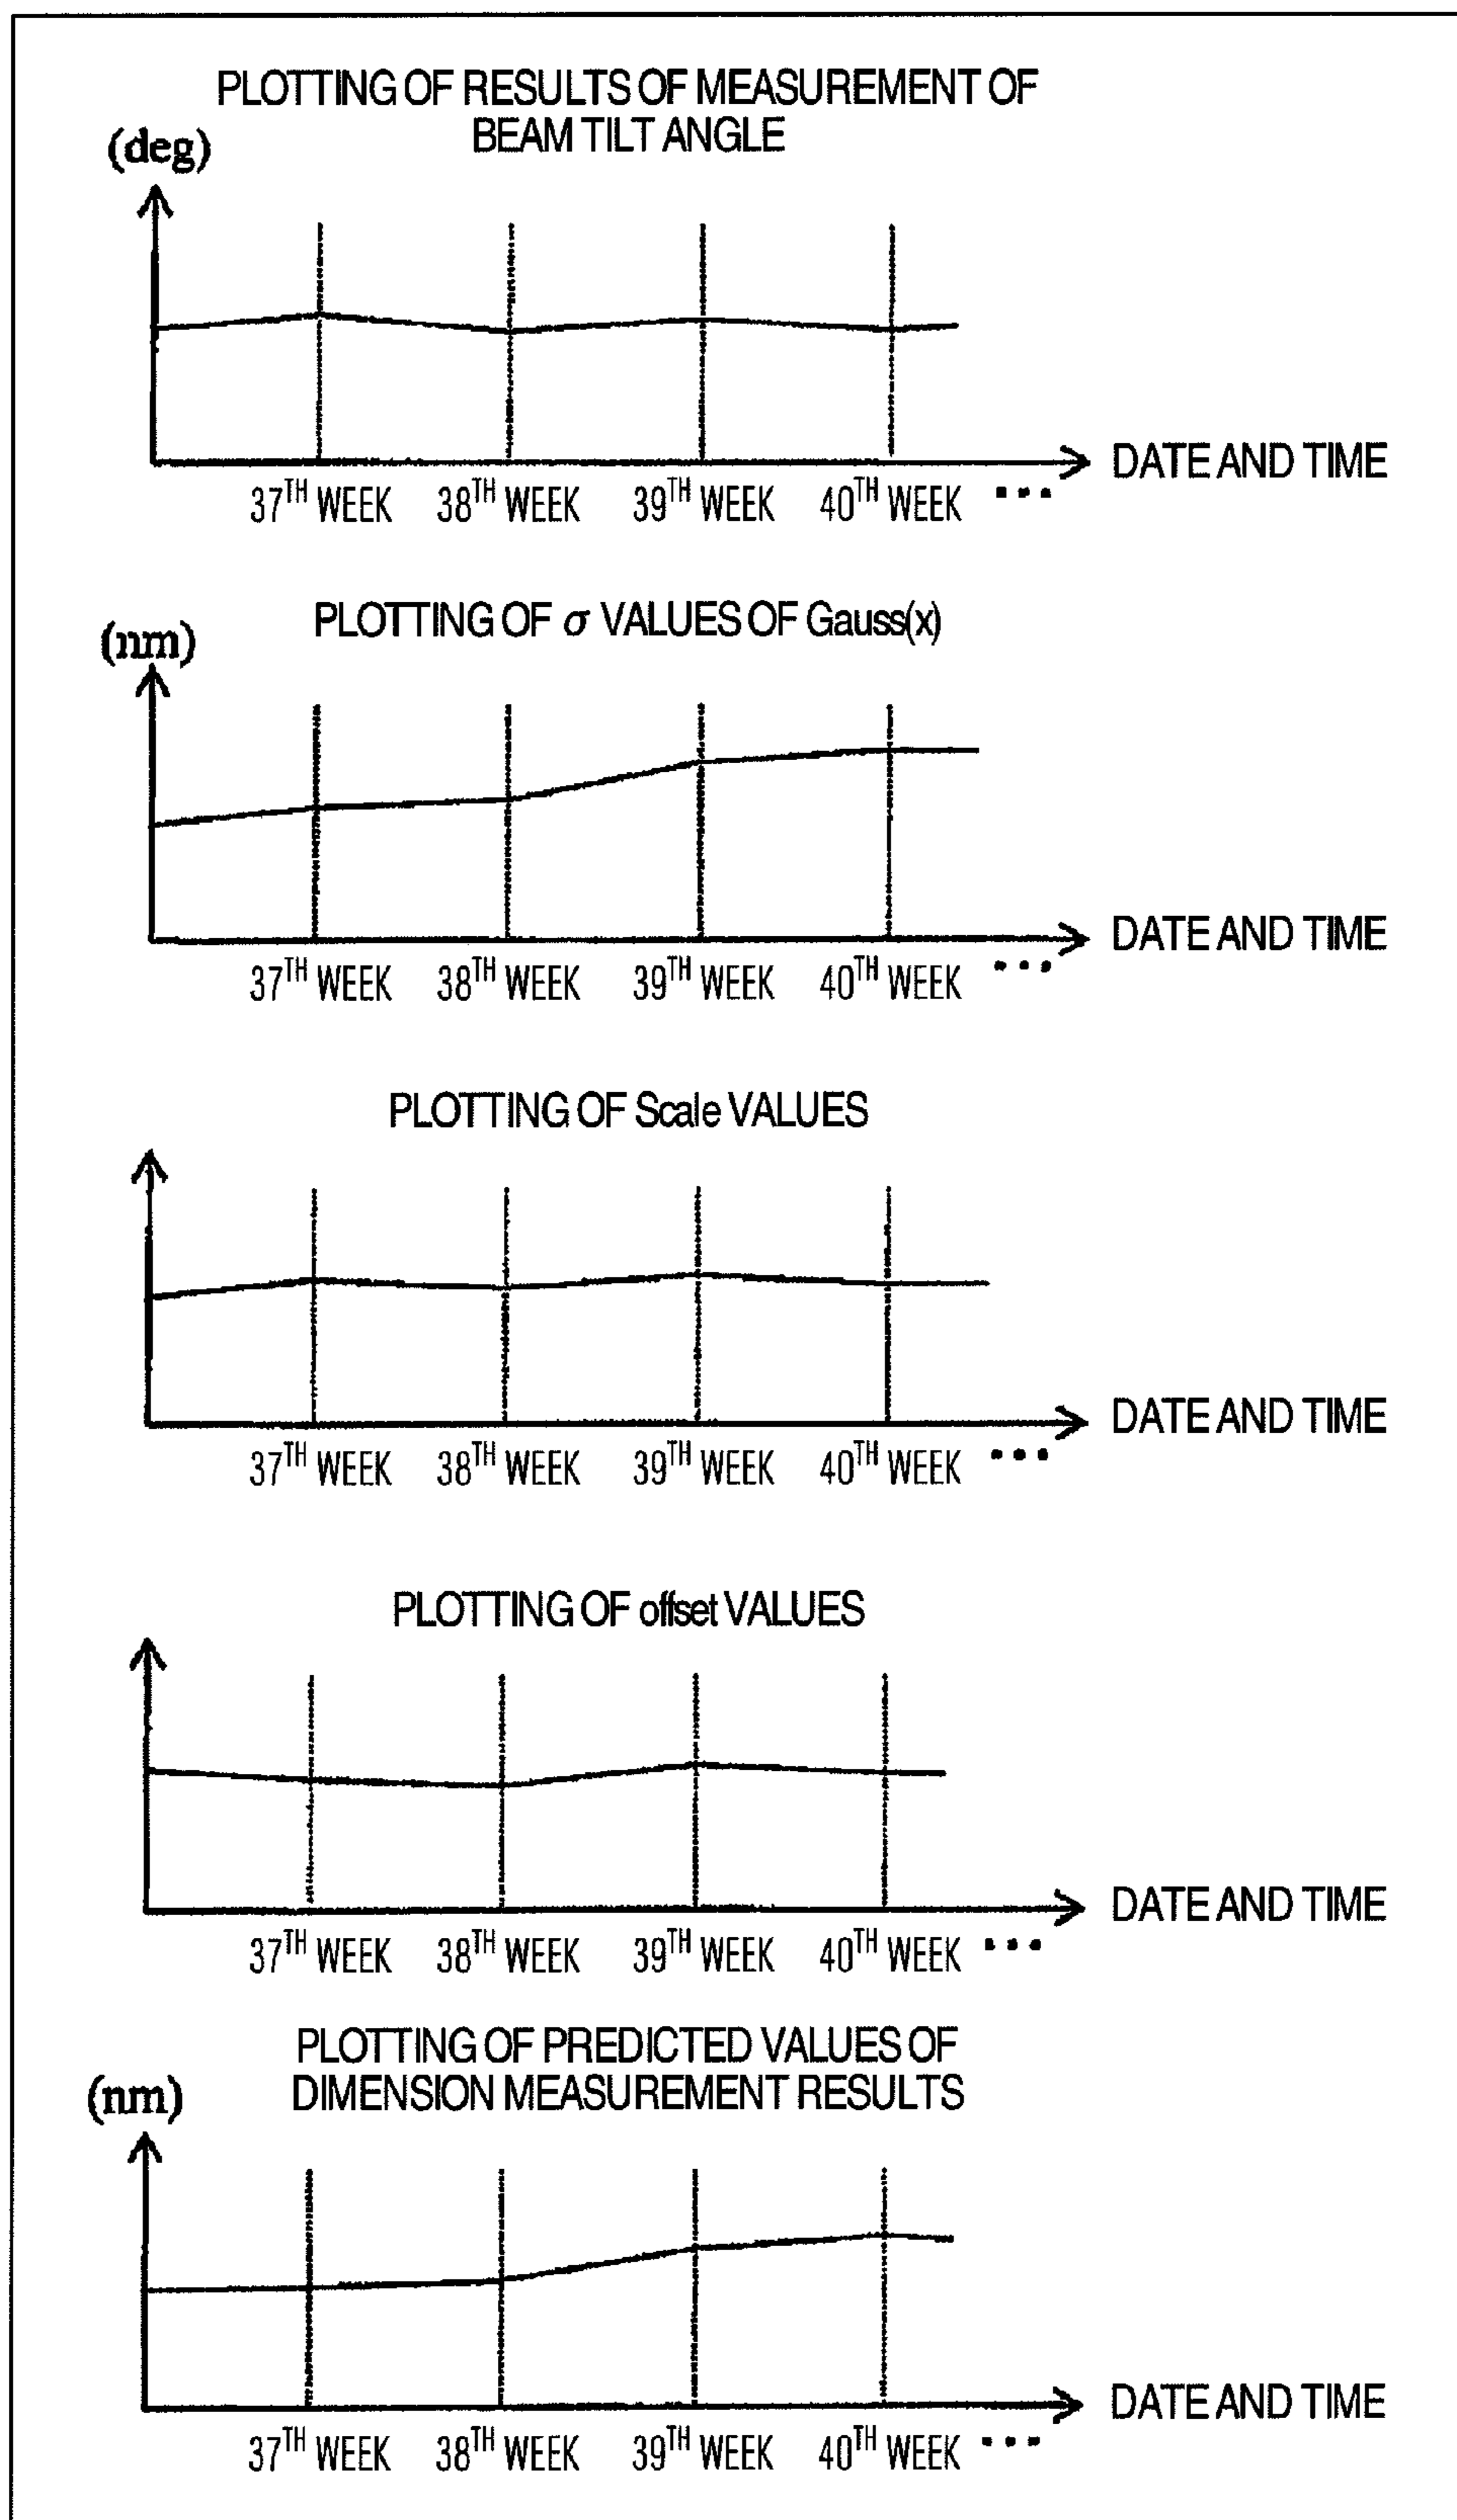 PLOTTING OF RESULTS OF MEASUREMENT OF
BEAM TILT ANGLE
(deg)
DATE AND TIME
37TH WEEK 38TH WEEK 39TH WEEK 40TH WEEK ...
PLOTTING OF σ VALUES OF Gauss(x)
(nm)
DATE AND TIME
37TH WEEK 38TH WEEK 39TH WEEK 40TH WEEK ...
PLOTTING OF Scale VALUES
DATE AND TIME
37TH WEEK 38TH WEEK 39TH WEEK 40TH WEEK ...
PLOTTING OF offset VALUES
DATE AND TIME
37TH WEEK 38TH WEEK 39TH WEEK 40TH WEEK ...
PLOTTING OF PREDICTED VALUES OF
DIMENSION MEASUREMENT RESULTS
(nm)
DATE AND TIME
37TH WEEK 38TH WEEK 39TH WEEK 40TH WEEK ...